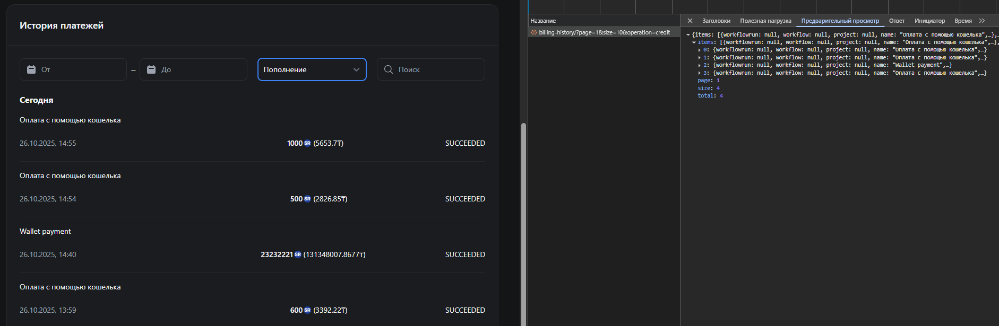 История платежей
От
–
До
Пополнение
Поиск
Сегодня
Оплата с помощью кошелька
26.10.2025, 14:55
1000 SR (5653.7₸)
SUCCEEDED
Оплата с помощью кошелька
26.10.2025, 14:54
500 SR (2826.85₸)
SUCCEEDED
Wallet payment
26.10.2025, 14:40
23232221 SR (131348007.8677₸)
SUCCEEDED
Оплата с помощью кошелька
26.10.2025, 13:59
600 SR (3392.22₸)
SUCCEEDED
Название
billing-history/?page=1&size=10&operation=credit
Заголовки Полезная нагрузка Предварительный просмотр Ответ Инициатор Время
{items: [{workflowrun: null, workflow: null, project: null, name: "Оплата с помощью кошелька",…},…
items: [{workflowrun: null, workflow: null, project: null, name: "Оплата с помощью кошелька",…},
0: {workflowrun: null, workflow: null, project: null, name: "Оплата с помощью кошелька",…}
1: {workflowrun: null, workflow: null, project: null, name: "Оплата с помощью кошелька",…}
2: {workflowrun: null, workflow: null, project: null, name: "Wallet payment",…}
3: {workflowrun: null, workflow: null, project: null, name: "Оплата с помощью кошелька",…}
page: 1
size: 4
total: 4